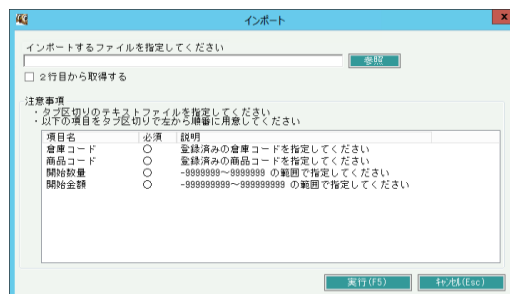 インポート
x
インポートするファイルを指定してください
参照
2行目から取得する
注意事項
・タブ区切りのテキストファイルを指定してください
・以下の項目をタブ区切りで左から順番に用意してください
項目名 必須 説明
倉庫コード ○ 登録済みの倉庫コードを指定してください
商品コード ○ 登録済みの商品コードを指定してください
開始数量 ○ -9999999～9999999 の範囲で指定してください
開始金額 ○ -999999999～999999999 の範囲で指定してください
実行(F5) ｷｬﾝｾﾙ(Esc)